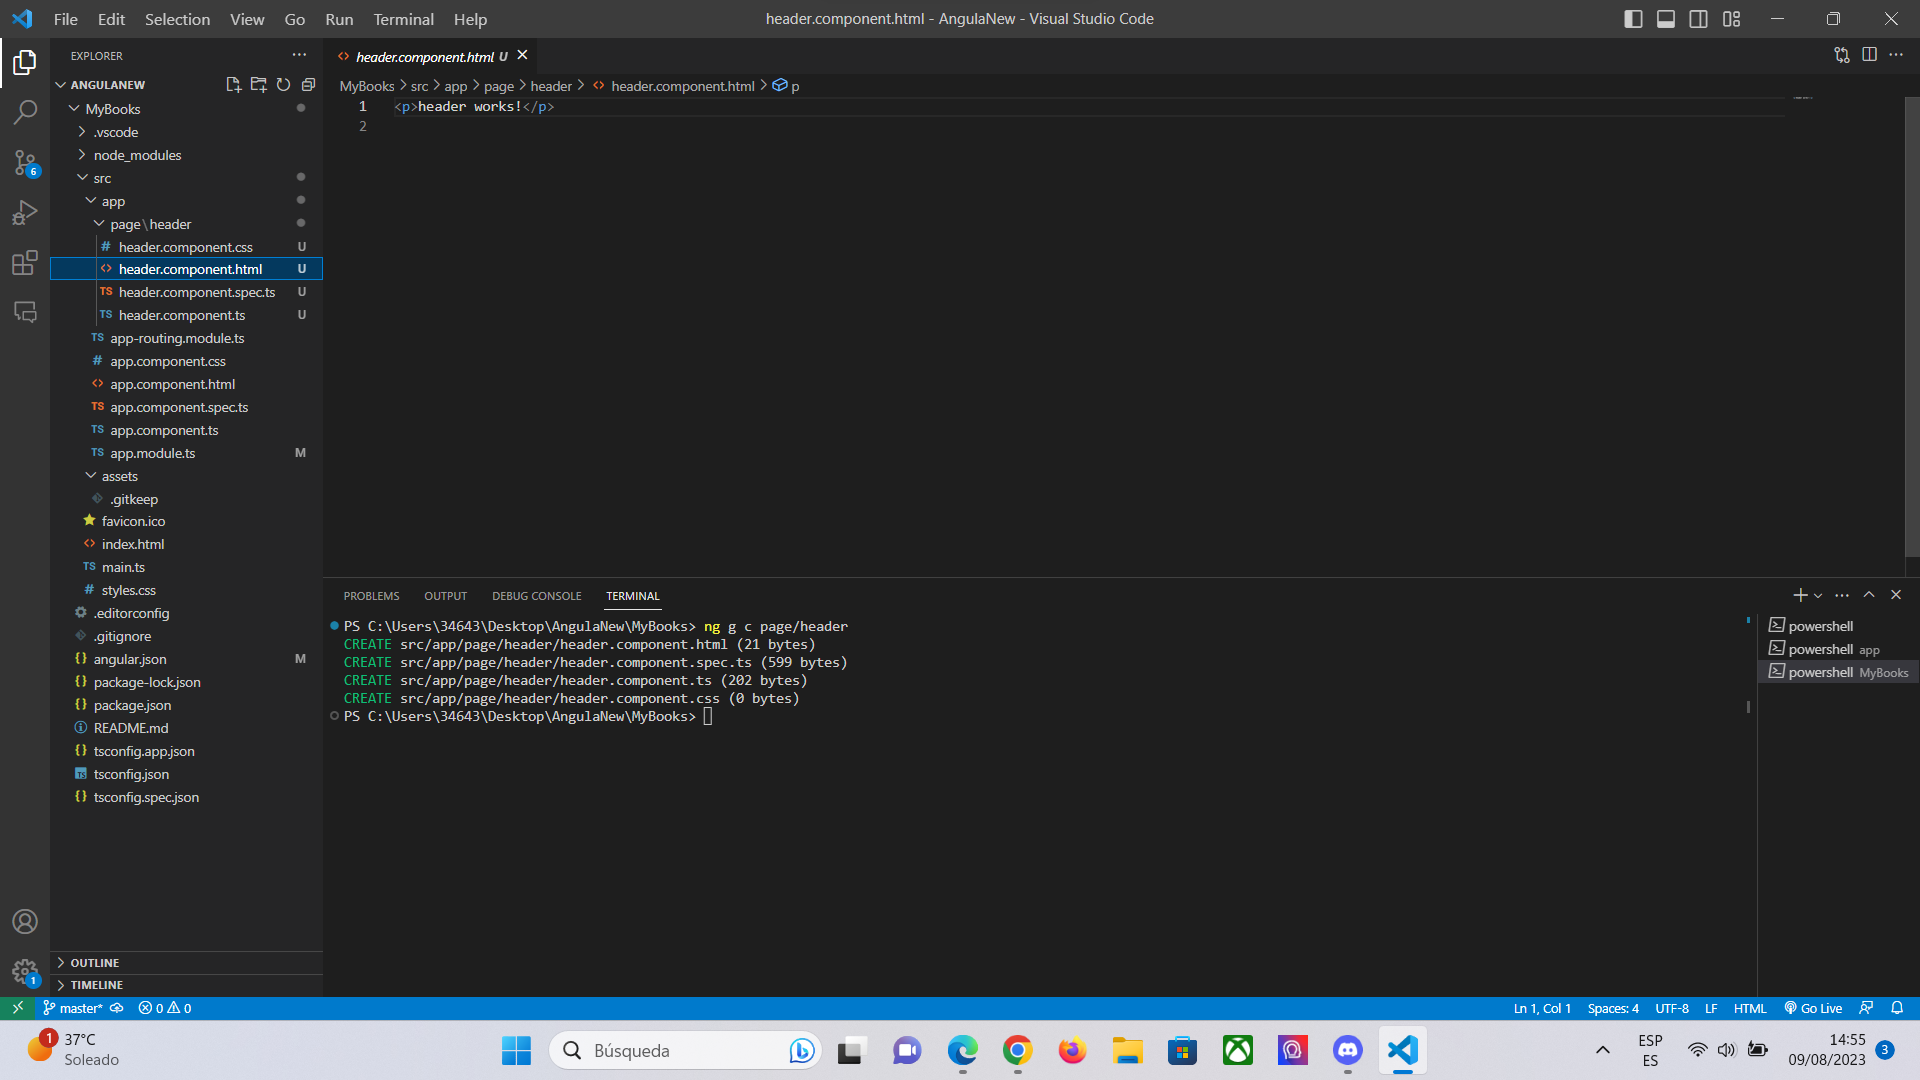 File Edit Selection View Go Run Terminal Help
header.component.html - AngulaNew - Visual Studio Code
EXPLORER
ANGULANEW
MyBooks
.vscode
node_modules
src
app
page\header
header.component.css U
header.component.html U
header.component.spec.ts U
header.component.ts U
app-routing.module.ts
app.component.css
app.component.html
app.component.spec.ts
app.component.ts
app.module.ts M
assets
.gitkeep
favicon.ico
index.html
main.ts
styles.css
.editorconfig
.gitignore
angular.json M
package-lock.json
package.json
README.md
tsconfig.app.json
tsconfig.json
tsconfig.spec.json
OUTLINE
TIMELINE
6
1
header.component.html U
MyBooks > src > app > page > header > header.component.html > p
1 <p>header works!</p>
2
PROBLEMS OUTPUT DEBUG CONSOLE TERMINAL
PS C:\Users\34643\Desktop\AngulaNew\MyBooks> ng g c page/header
CREATE src/app/page/header/header.component.html (21 bytes)
CREATE src/app/page/header/header.component.spec.ts (599 bytes)
CREATE src/app/page/header/header.component.ts (202 bytes)
CREATE src/app/page/header/header.component.css (0 bytes)
PS C:\Users\34643\Desktop\AngulaNew\MyBooks>
powershell
powershell app
powershell MyBooks
master* 0 0
Ln 1, Col 1 Spaces: 4 UTF-8 LF HTML Go Live
1 37°C
Soleado
Búsqueda
ESP
ES
14:55
09/08/2023
3